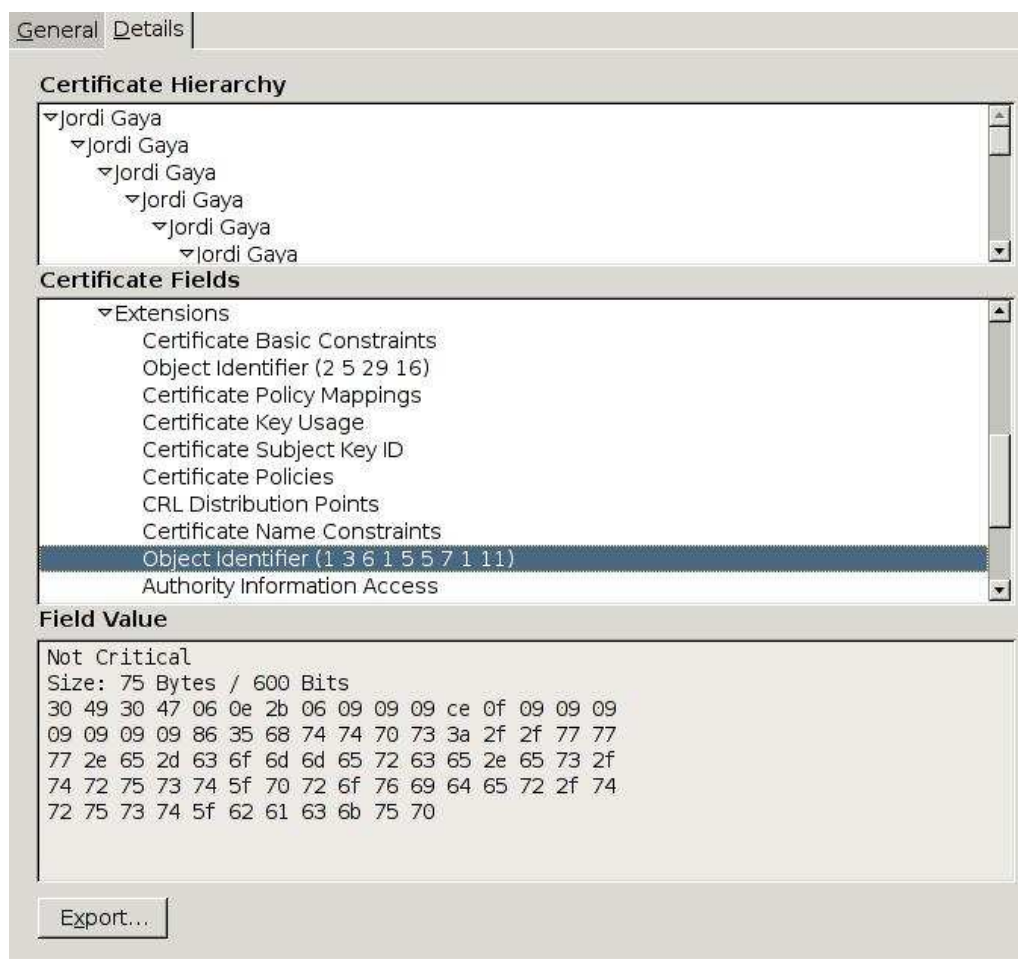 General Details
Certificate Hierarchy
Jordi Gaya
Jordi Gaya
Jordi Gaya
Jordi Gaya
Jordi Gaya
Jordi Gaya
Certificate Fields
Extensions
Certificate Basic Constraints
Object Identifier (2 5 29 16)
Certificate Policy Mappings
Certificate Key Usage
Certificate Subject Key ID
Certificate Policies
CRL Distribution Points
Certificate Name Constraints
Object Identifier (1 3 6 1 5 5 7 1 11)
Authority Information Access
Field Value
Not Critical
Size: 75 Bytes / 600 Bits
30 49 30 47 06 0e 2b 06 09 09 09 ce 0f 09 09 09
09 09 09 09 86 35 68 74 74 70 73 3a 2f 2f 77 77
77 2e 65 2d 63 6f 6d 6d 65 72 63 65 2e 65 73 2f
74 72 75 73 74 5f 70 72 6f 76 69 64 65 72 2f 74
72 75 73 74 5f 62 61 63 6b 75 70
Export...